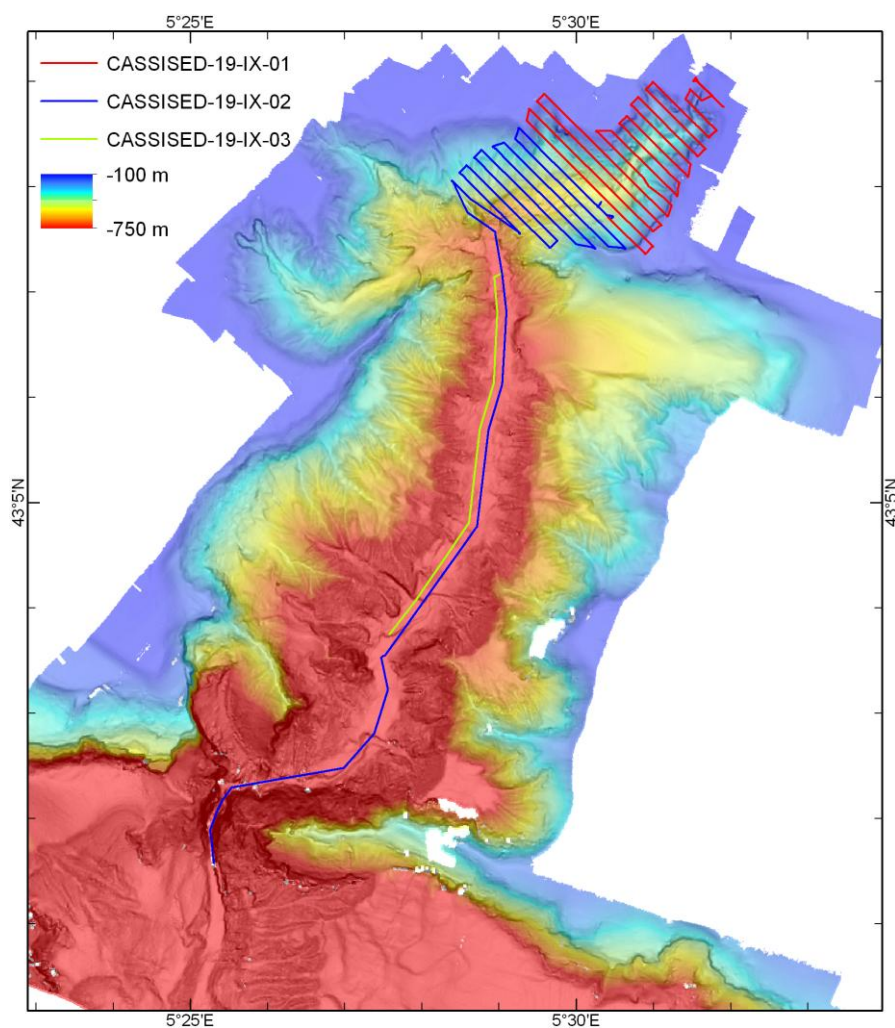 5°25'E 5°30'E
CASSISED-19-IX-01
CASSISED-19-IX-02
CASSISED-19-IX-03
-100 m
-750 m
43°5'N 43°5'N
5°25'E 5°30'E